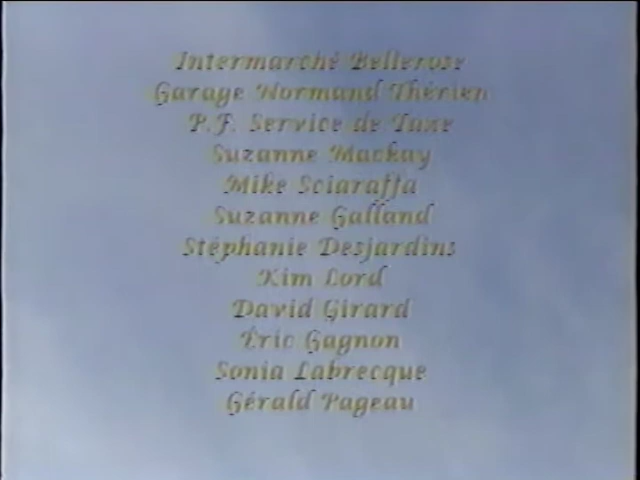 Intermarché Bellerose
Garage Normand Thérien
P.F. Service de Taxe
Suzanne Mackay
Mike Sciaraffa
Suzanne Galland
Stéphanie Desjardins
Kim Lord
David Girard
Éric Gagnon
Sonia Labrecque
Gérald Pageau